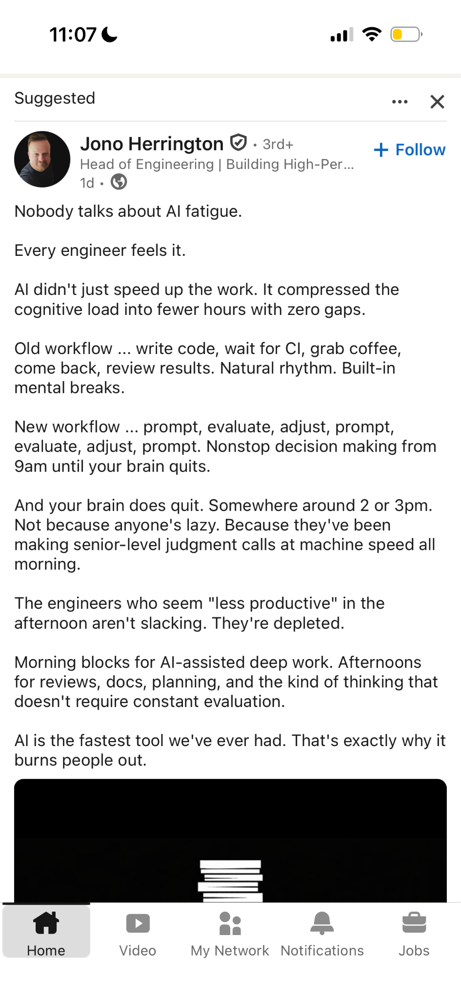 11:07
Suggested
Jono Herrington • 3rd+
+ Follow
Head of Engineering | Building High-Per...
1d •
Nobody talks about AI fatigue.
Every engineer feels it.
AI didn't just speed up the work. It compressed the
cognitive load into fewer hours with zero gaps.
Old workflow ... write code, wait for CI, grab coffee,
come back, review results. Natural rhythm. Built-in
mental breaks.
New workflow ... prompt, evaluate, adjust, prompt,
evaluate, adjust, prompt. Nonstop decision making from
9am until your brain quits.
And your brain does quit. Somewhere around 2 or 3pm.
Not because anyone's lazy. Because they've been
making senior-level judgment calls at machine speed all
morning.
The engineers who seem "less productive" in the
afternoon aren't slacking. They're depleted.
Morning blocks for AI-assisted deep work. Afternoons
for reviews, docs, planning, and the kind of thinking that
doesn't require constant evaluation.
AI is the fastest tool we've ever had. That's exactly why it
burns people out.
Home Video My Network Notifications Jobs